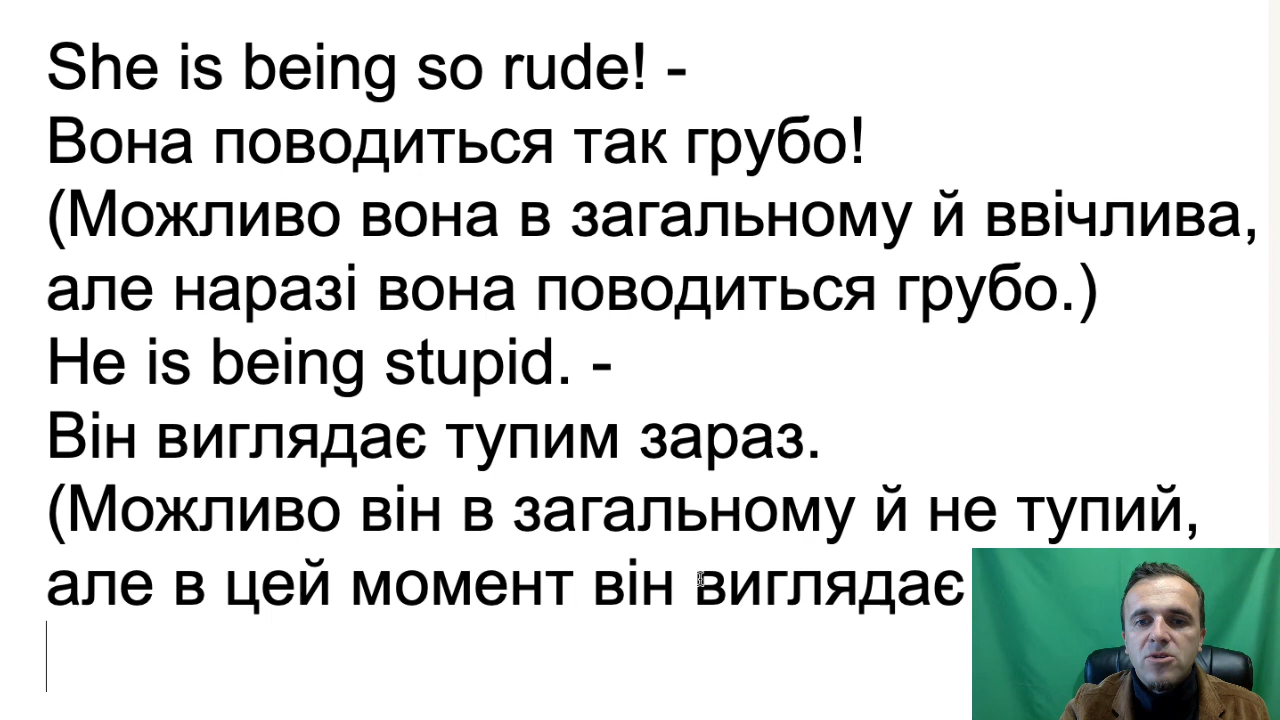 She is being so rude! -
Вона поводиться так грубо!
(Можливо вона в загальному й ввічлива,
але наразі вона поводиться грубо.)
He is being stupid. -
Він виглядає тупим зараз.
(Можливо він в загальному й не тупий,
але в цей момент він виглядає